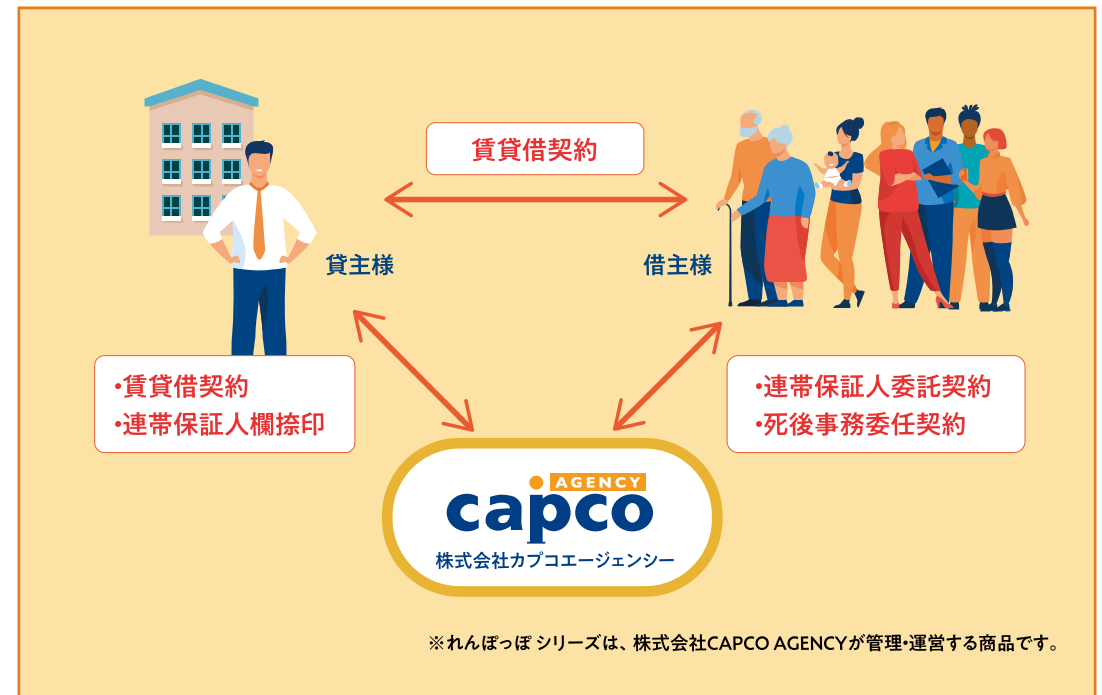 賃貸借契約
貸主様
借主様
・賃貸借契約
・連帯保証人欄捺印
・連帯保証人委託契約
・死後事務委任契約
AGENCY
capco
株式会社カプコエージェンシー
※れんぽっぽ シリーズは、株式会社CAPCO AGENCYが管理・運営する商品です。